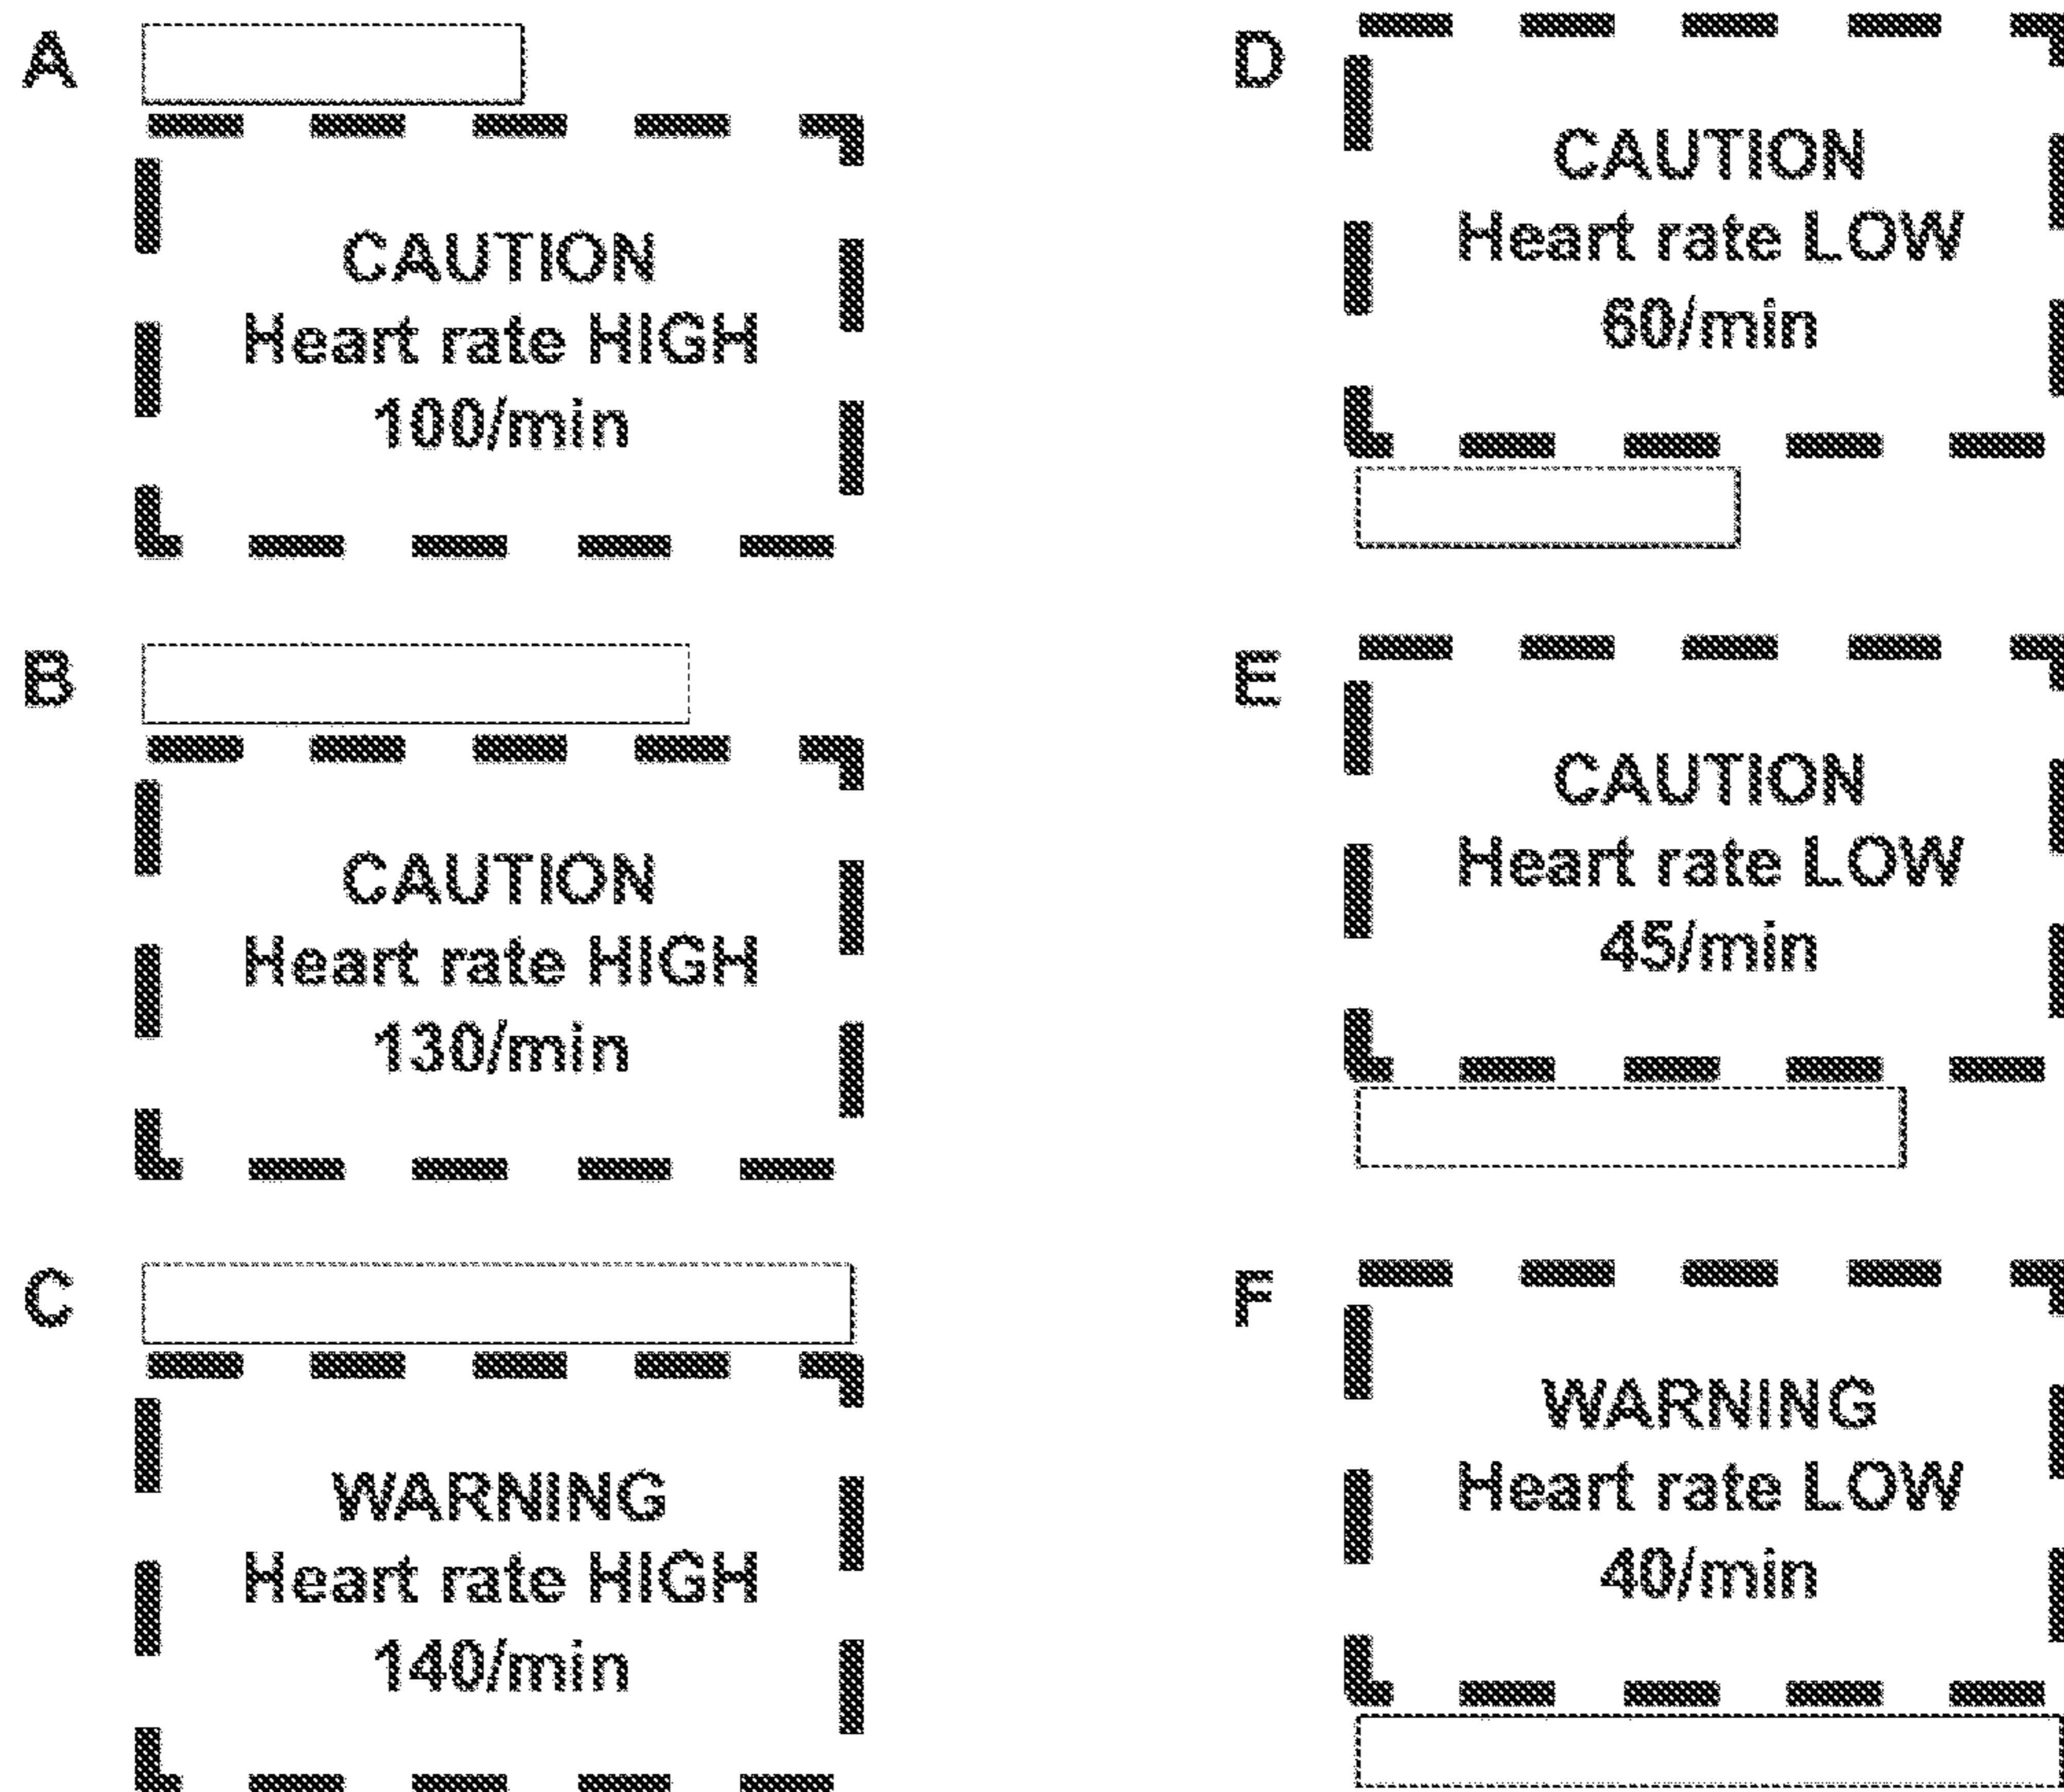 A
CAUTION
Heart rate HIGH
100/min
B
CAUTION
Heart rate HIGH
130/min
C
WARNING
Heart rate HIGH
140/min
D
CAUTION
Heart rate LOW
60/min
E
CAUTION
Heart rate LOW
45/min
F
WARNING
Heart rate LOW
40/min